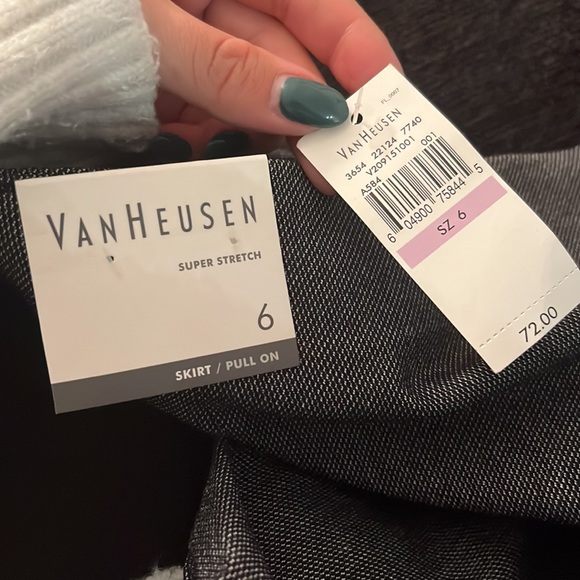 VANHEUSEN
SUPER STRETCH
6
SKIRT / PULL ON
FL_0007
VANHEUSEN
3654 22124 7740
V209151001 001
A584
6 04900 75844 5
SZ 6
72.00